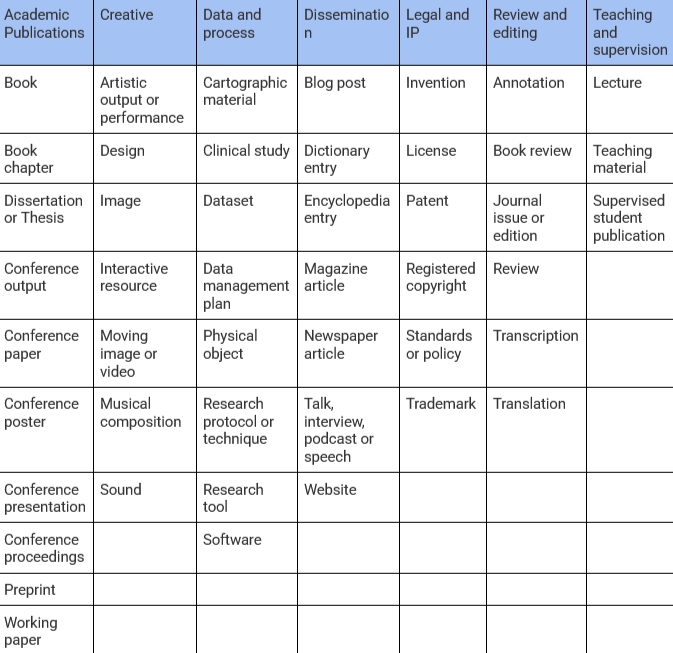 Academic Publications
Creative
Data and process
Disseminatio
n
Legal and IP
Review and editing
Teaching and supervision
Book
Artistic output or performance
Cartographic material
Blog post
Invention
Annotation
Lecture
Book chapter
Design
Clinical study
Dictionary entry
License
Book review
Teaching material
Dissertation or Thesis
Image
Dataset
Encyclopedia entry
Patent
Journal issue or edition
Supervised student publication
Conference output
Interactive resource
Data management plan
Magazine article
Registered copyright
Review
Conference paper
Moving image or video
Physical object
Newspaper article
Standards or policy
Transcription
Conference poster
Musical composition
Research protocol or technique
Talk, interview, podcast or speech
Trademark
Translation
Conference presentation
Sound
Research tool
Website
Conference proceedings
Software
Preprint
Working paper